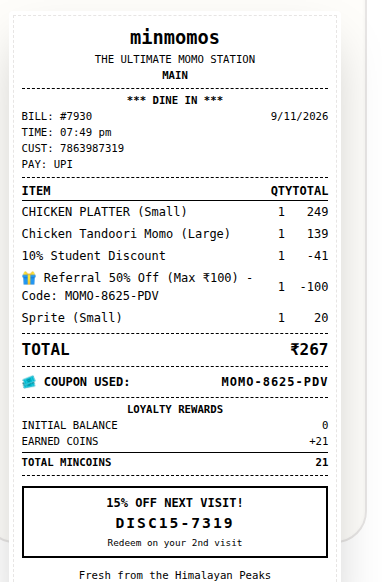 minmomos
THE ULTIMATE MOMO STATION
MAIN
*** DINE IN ***
BILL: #7930 9/11/2026
TIME: 07:49 pm
CUST: 7863987319
PAY: UPI
ITEM QTY TOTAL
CHICKEN PLATTER (Small) 1 249
Chicken Tandoori Momo (Large) 1 139
10% Student Discount 1 -41
🎁 Referral 50% Off (Max ₹100) -
Code: MOMO-8625-PDV 1 -100
Sprite (Small) 1 20
TOTAL ₹267
🎟️ COUPON USED: MOMO-8625-PDV
LOYALTY REWARDS
INITIAL BALANCE 0
EARNED COINS +21
TOTAL MINCOINS 21
15% OFF NEXT VISIT!
DISC15-7319
Redeem on your 2nd visit
Fresh from the Himalayan Peaks